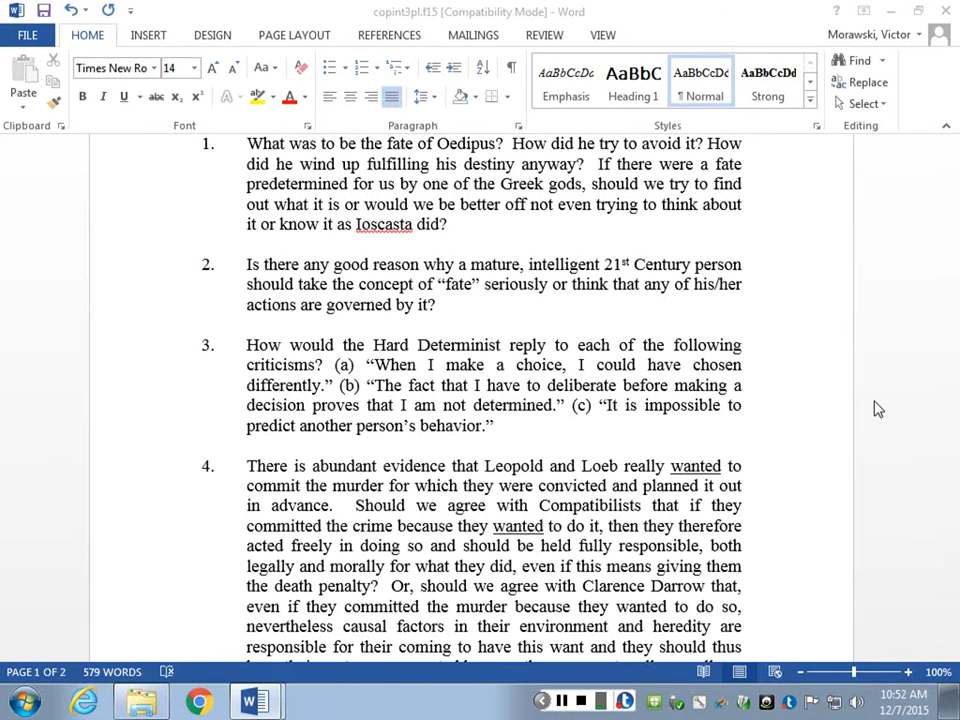 copint3pl.f15 [Compatibility Mode] - Word
FILE HOME INSERT DESIGN PAGE LAYOUT REFERENCES MAILINGS REVIEW VIEW Morawski, Victor
Times New Ro 14 Aa
Paste
B I U abc x₂ x² A ab A
AaBbCcDc AaBbC AaBbCcDd AaBbCcDd
Emphasis Heading 1 ¶ Normal Strong
Find
Replace
Select
Clipboard Font Paragraph Styles Editing
1. What was to be the fate of Oedipus? How did he try to avoid it? How
did he wind up fulfilling his destiny anyway? If there were a fate
predetermined for us by one of the Greek gods, should we try to find
out what it is or would we be better off not even trying to think about
it or know it as Ioscasta did?
2. Is there any good reason why a mature, intelligent 21st Century person
should take the concept of “fate” seriously or think that any of his/her
actions are governed by it?
3. How would the Hard Determinist reply to each of the following
criticisms? (a) “When I make a choice, I could have chosen
differently.” (b) “The fact that I have to deliberate before making a
decision proves that I am not determined.” (c) “It is impossible to
predict another person’s behavior.”
4. There is abundant evidence that Leopold and Loeb really wanted to
commit the murder for which they were convicted and planned it out
in advance. Should we agree with Compatibilists that if they
committed the crime because they wanted to do it, then they therefore
acted freely in doing so and should be held fully responsible, both
legally and morally for what they did, even if this means giving them
the death penalty? Or, should we agree with Clarence Darrow that,
even if they committed the murder because they wanted to do so,
nevertheless causal factors in their environment and heredity are
responsible for their coming to have this want and they should thus
PAGE 1 OF 2 579 WORDS 100%
10:52 AM
12/7/2015